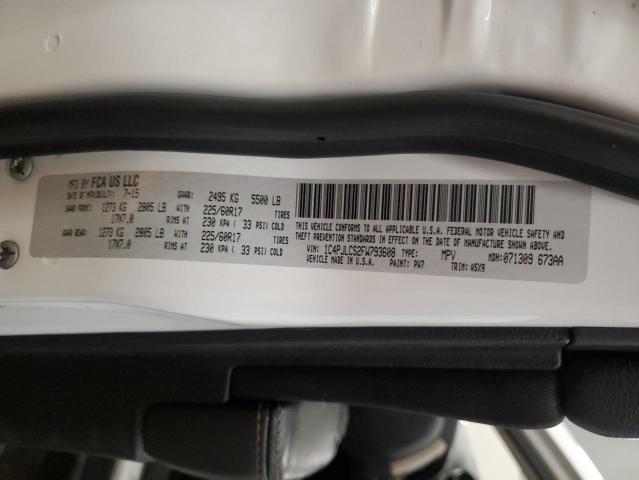 MFD BY FCA US LLC
DATE OF MFR/BUILD: 7-15 GVWR: 2495 KG 5500 LB
GAWR FRONT: 1273 KG 2805 LB WITH 225/60R17 TIRES
17X7.0 RIMS AT 230 KPA ( 33 PSI) COLD
GAWR REAR: 1273 KG 2805 LB WITH 225/60R17 TIRES
17X7.0 RIMS AT 230 KPA ( 33 PSI) COLD
THIS VEHICLE CONFORMS TO ALL APPLICABLE U.S.A. FEDERAL MOTOR VEHICLE SAFETY AND
THEFT PREVENTION STANDARDS IN EFFECT ON THE DATE OF MANUFACTURE SHOWN ABOVE.
VIN: 1C4PJLCS2FW793608 TYPE: MPV MDH: 071309 673AA
VEHICLE MADE IN U.S.A. PAINT: PW7 TRIM: A5X9